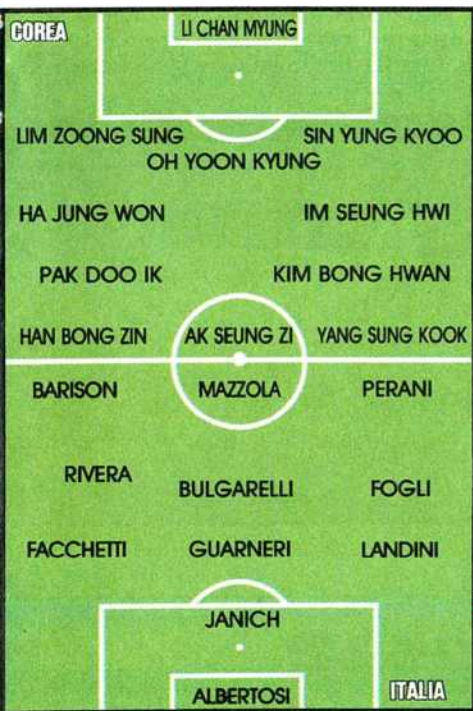 COREA LI CHAN MYUNG
LIM ZOONG SUNG SIN YUNG KYOO
OH YOON KYUNG
HA JUNG WON IM SEUNG HWI
PAK DOO IK KIM BONG HWAN
HAN BONG ZIN AK SEUNG ZI YANG SUNG KOOK
BARISON MAZZOLA PERANI
RIVERA
BULGARELLI FOGLI
FACCHETTI GUARNERI LANDINI
JANICH
ALBERTOSI ITALIA